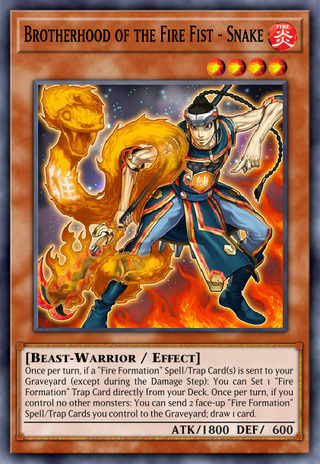 BROTHERHOOD OF THE FIRE FIST - SNAKE
FIRE
炎
[BEAST-WARRIOR / EFFECT]
Once per turn, if a "Fire Formation" Spell/Trap Card(s) is sent to your
Graveyard (except during the Damage Step): You can Set 1 "Fire
Formation" Trap Card directly from your Deck. Once per turn, if you
control no other monsters: You can send 2 face-up "Fire Formation"
Spell/Trap Cards you control to the Graveyard; draw 1 card.
ATK/1800 DEF/ 600